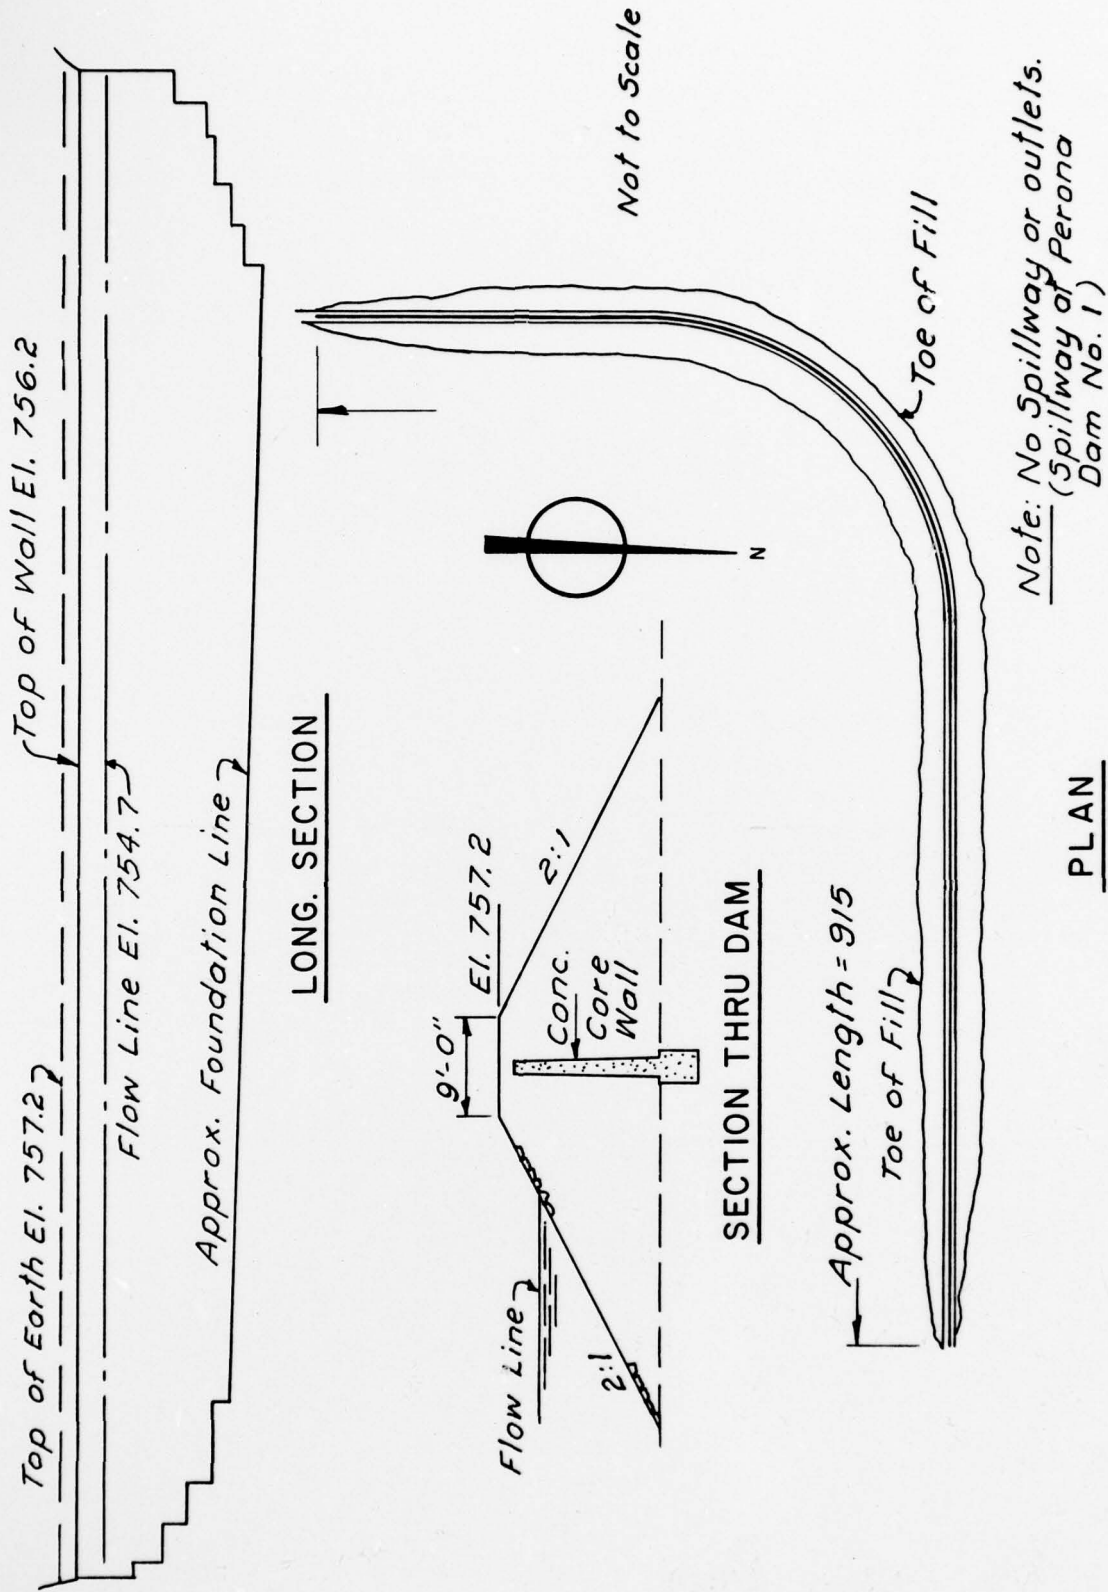 Top of Earth El. 757.2
Top of Wall El. 756.2
Flow Line El. 754.7
Approx. Foundation Line
LONG. SECTION
9'-0"
El. 757.2
Flow Line
2:1
Conc.
Core
Wall
2:1
SECTION THRU DAM
N
Not to Scale
Approx. Length = 915
Toe of Fill
Toe of Fill
PLAN
Note: No Spillway or outlets.
(Spillway at Perona
Dam No. 1)